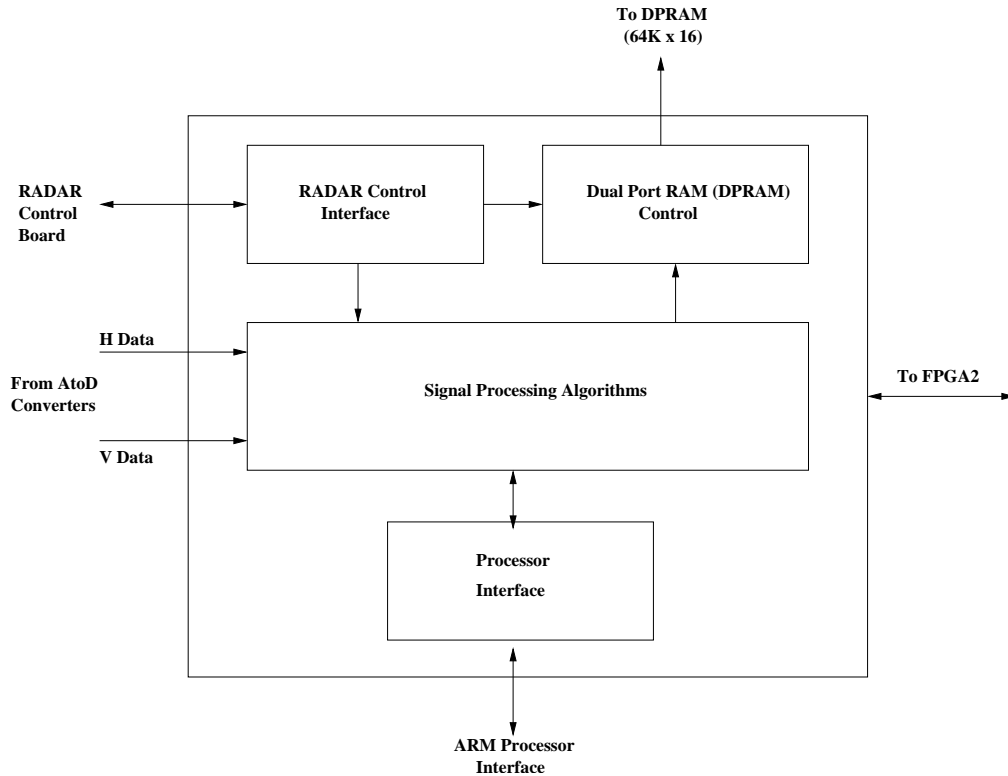 To DPRAM
(64K x 16)
RADAR
Control
Board
RADAR Control
Interface
Dual Port RAM (DPRAM)
Control
H Data
From AtoD
Converters
V Data
Signal Processing Algorithms
To FPGA2
Processor
Interface
ARM Processor
Interface